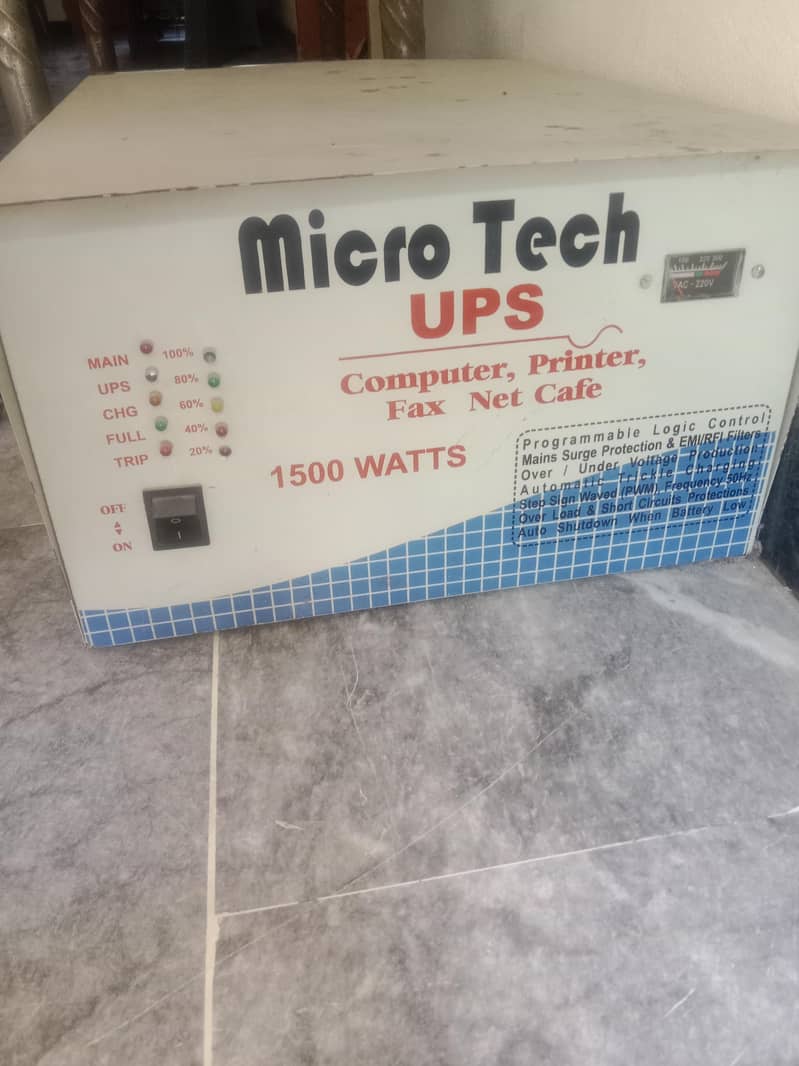 Micro Tech
UPS
Computer, Printer,
Fax Net Cafe
1500 WATTS
AC - 220V
MAIN 100%
UPS 80%
CHG 60%
FULL 40%
TRIP 20%
OFF
ON
Programmable Logic Control
Mains Surge Protection & EMI/RFI Filters
Over / Under Voltage Production
Automatic Trickle Charging
Step Sign Waved (PWM), Frequency 50Hz,
Over Load & Short Circuits Protections
Auto Shutdown When Battery Low